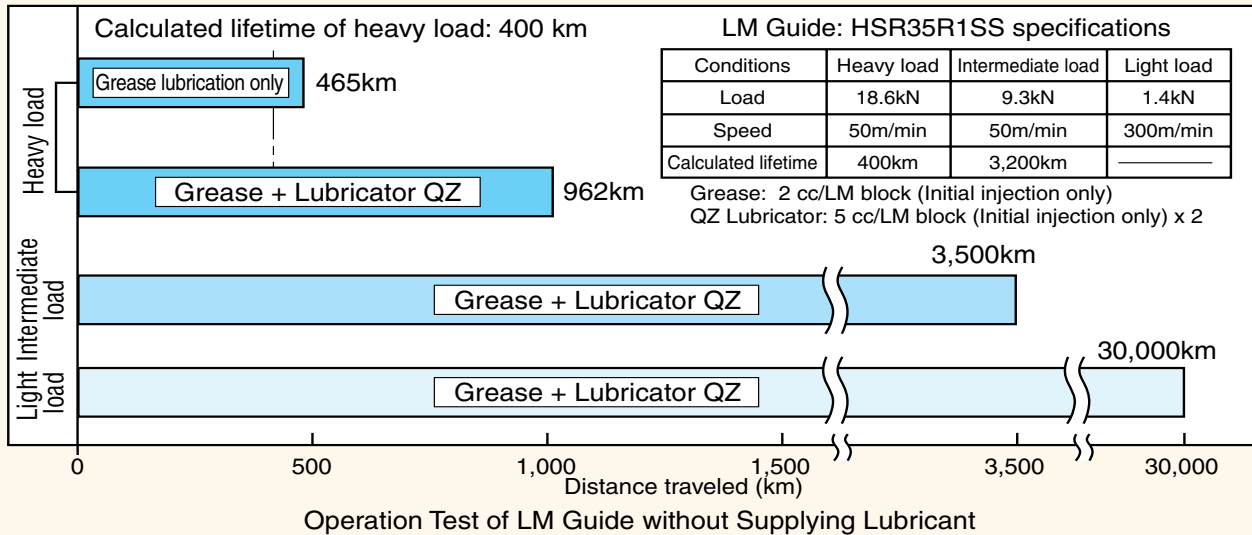 Calculated lifetime of heavy load: 400 km
Heavy load
Grease lubrication only
465km
Grease + Lubricator QZ
962km
LM Guide: HSR35R1SS specifications
Conditions Heavy load Intermediate load Light load
Load 18.6kN 9.3kN 1.4kN
Speed 50m/min 50m/min 300m/min
Calculated lifetime 400km 3,200km
Grease: 2 cc/LM block (Initial injection only)
QZ Lubricator: 5 cc/LM block (Initial injection only) x 2
Intermediate
load
Grease + Lubricator QZ
3,500km
Light
load
Grease + Lubricator QZ
30,000km
0 500 1,000 1,500 3,500 30,000
Distance traveled (km)
Operation Test of LM Guide without Supplying Lubricant